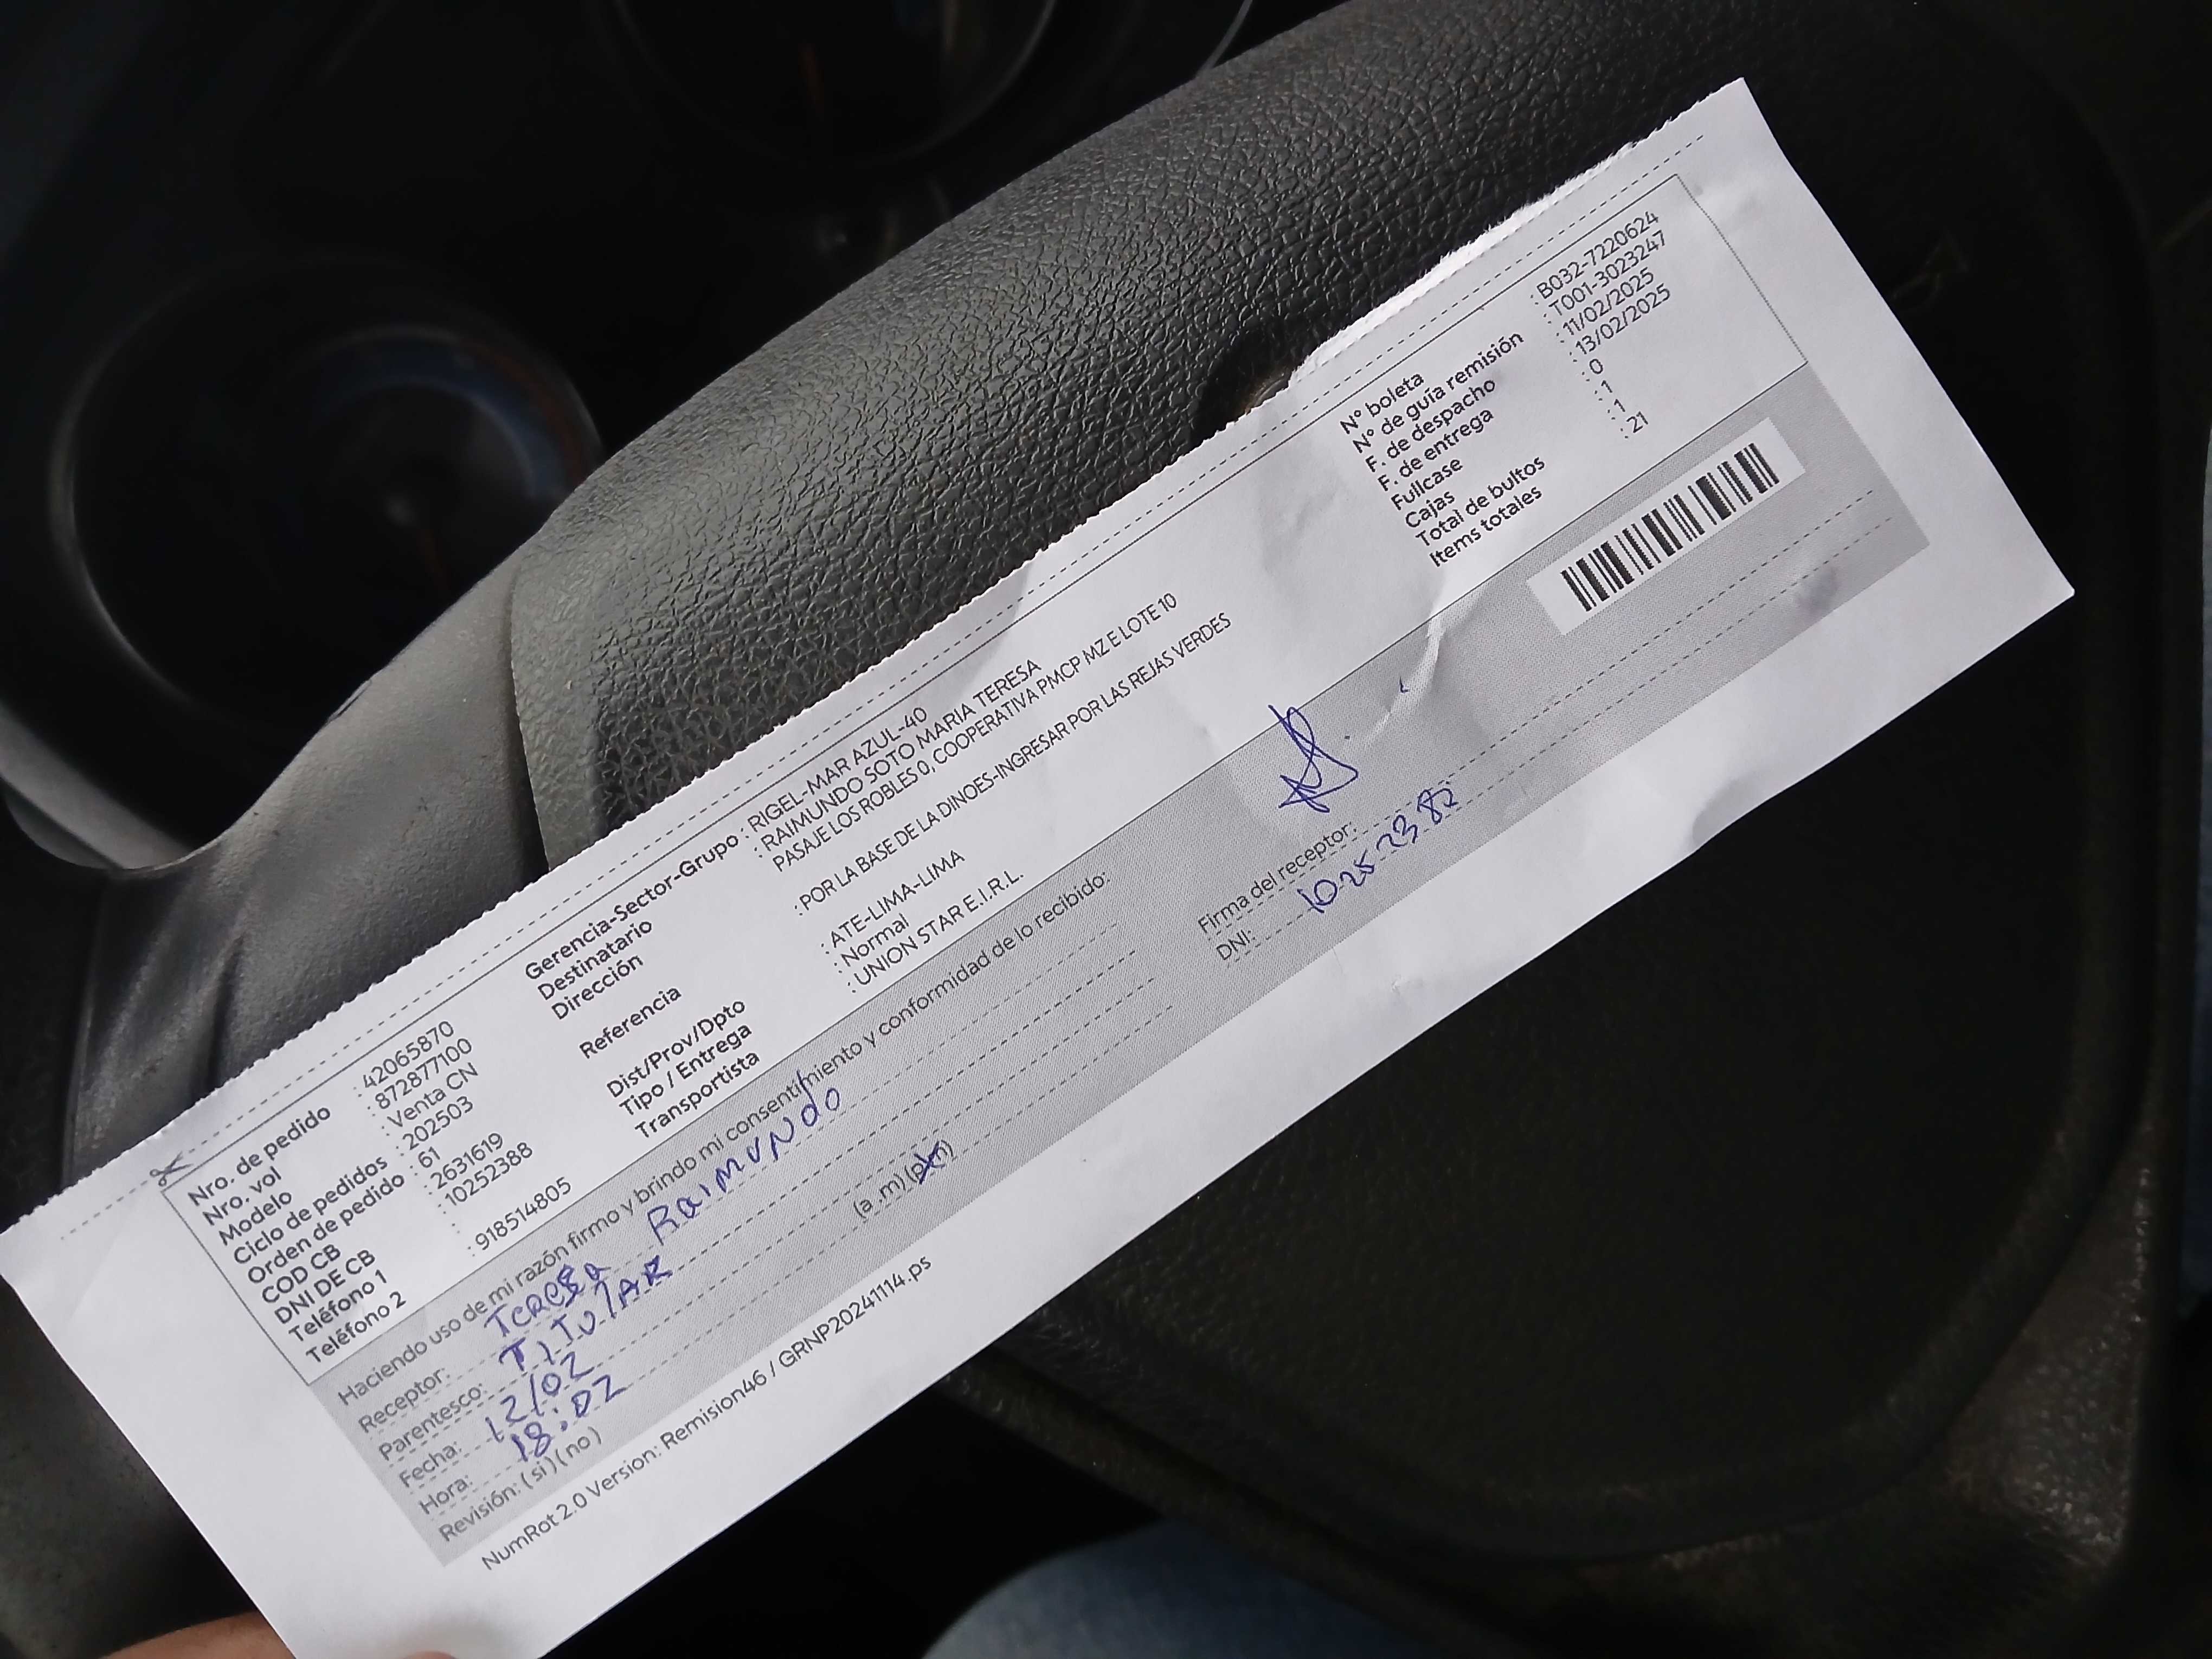 Nro. de pedido : 42065870
Nro. vol : 872877100
Modelo : Venta CN
Ciclo de pedidos : 202503
Orden de pedido : 61
COD CB : 2631619
DNI DE CB : 10252388
Teléfono 1 :
Teléfono 2 : 918514805
Gerencia-Sector-Grupo : RIGEL-MAR AZUL-40
Destinatario : RAIMUNDO SOTO MARIA TERESA
Dirección : PASAJE LOS ROBLES 0, COOPERATIVA PMCP MZ E LOTE 10
Referencia : POR LA BASE DE LA DINOES-INGRESAR POR LAS REJAS VERDES
Dist/Prov/Dpto : ATE-LIMA-LIMA
Tipo / Entrega : Normal
Transportista : UNION STAR E.I.R.L.
N° boleta : B032-7220624
N° de guía remisión : T001-3023247
F. de despacho : 11/02/2025
F. de entrega : 13/02/2025
Fullcase : 0
Cajas : 1
Total de bultos : 1
Items totales : 21
Haciendo uso de mi razón firmo y brindo mi consentimiento y conformidad de lo recibido:
Receptor: Teresa Raimundo
Parentesco: TITULAR
Fecha: 12/02
Hora: 18:02 (a .m) (p.m)
Revisión: (si) (no)
Firma del receptor:
DNI:
NumRot 2.0 Version: Remision46 / GRNP20241114.ps